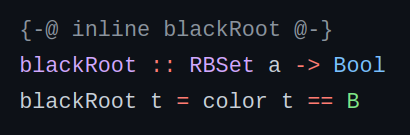 {-@ inline blackRoot @-}
blackRoot :: RBSet a -> Bool
blackRoot t = color t == B